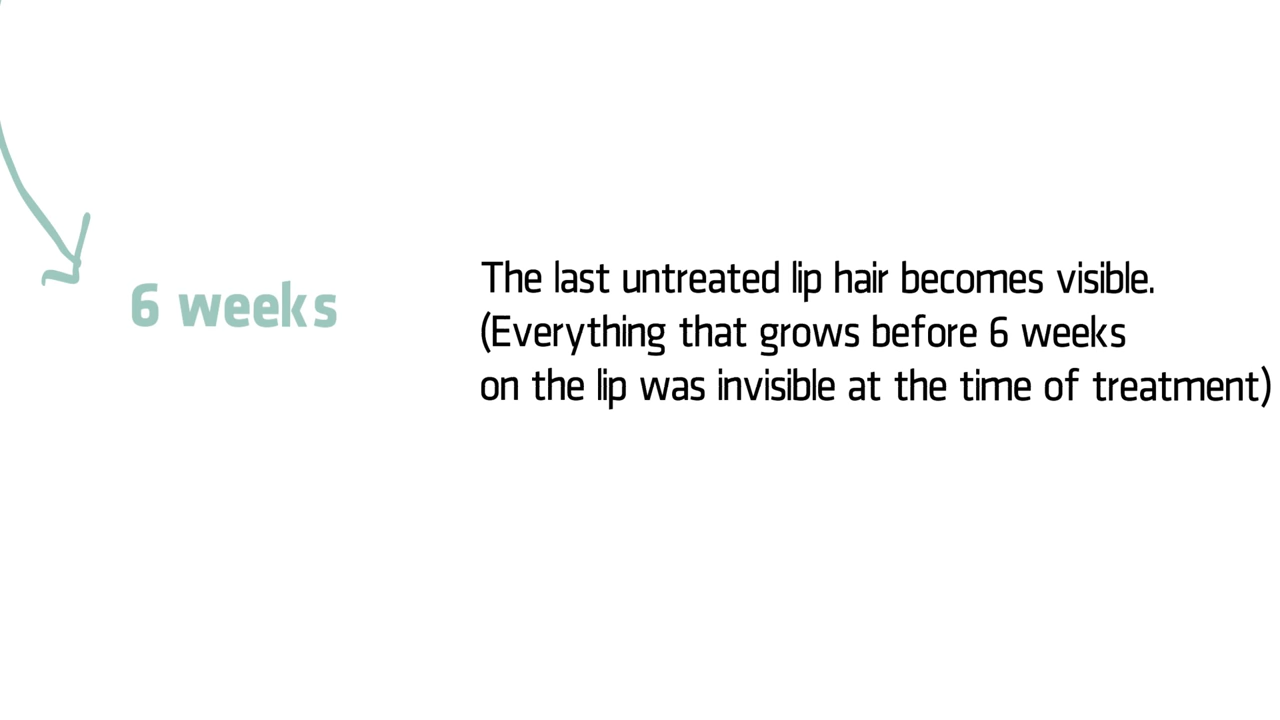 6 weeks
The last untreated lip hair becomes visible.
(Everything that grows before 6 weeks
on the lip was invisible at the time of treatment)